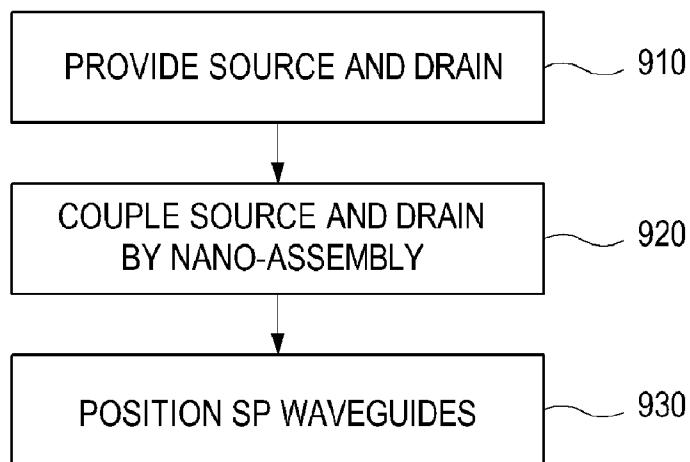 PROVIDE SOURCE AND DRAIN
910
COUPLE SOURCE AND DRAIN
BY NANO-ASSEMBLY
920
POSITION SP WAVEGUIDES
930